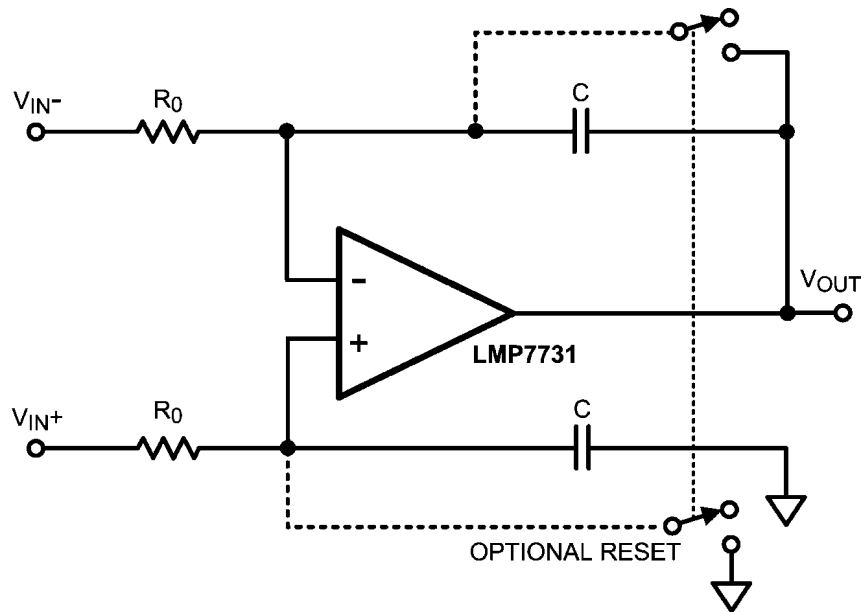 VIN-
R0
C
-
VOUT
+
LMP7731
VIN+
R0
C
OPTIONAL RESET